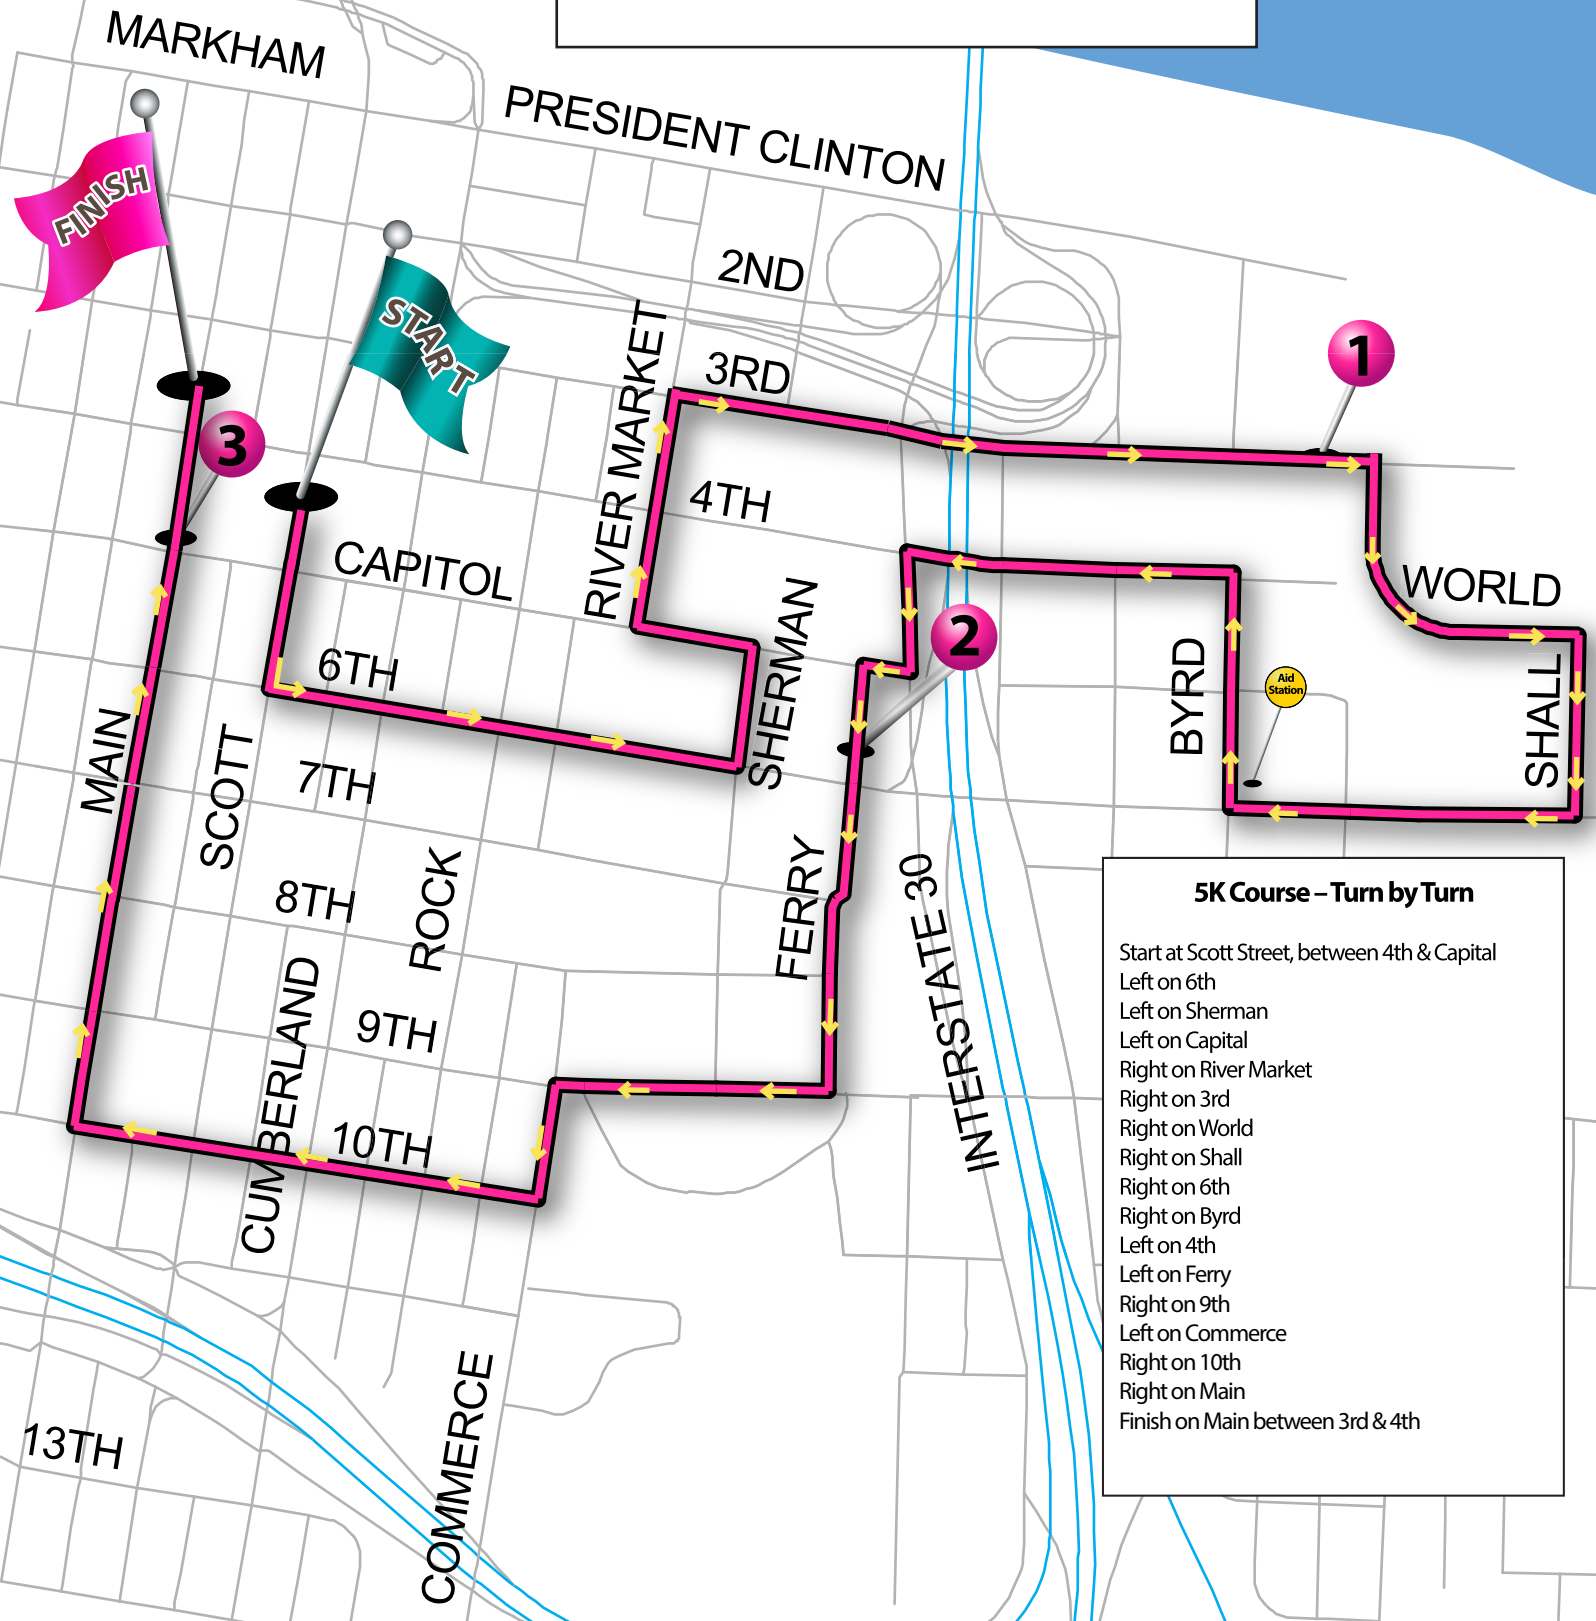 MARKHAM
PRESIDENT CLINTON
FINISH
START
2ND
3RD
RIVER MARKET
1
3
4TH
CAPITOL
WORLD
SHERMAN
2
6TH
BYRD
Aid
Station
SHALL
MAIN
SCOTT
7TH
FERRY
8TH
ROCK
INTERSTATE 30
CUMBERLAND
9TH
10TH
COMMERCE
13TH
5K Course – Turn by Turn
Start at Scott Street, between 4th & Capital
Left on 6th
Left on Sherman
Left on Capital
Right on River Market
Right on 3rd
Right on World
Right on Shall
Right on 6th
Right on Byrd
Left on 4th
Left on Ferry
Right on 9th
Left on Commerce
Right on 10th
Right on Main
Finish on Main between 3rd & 4th